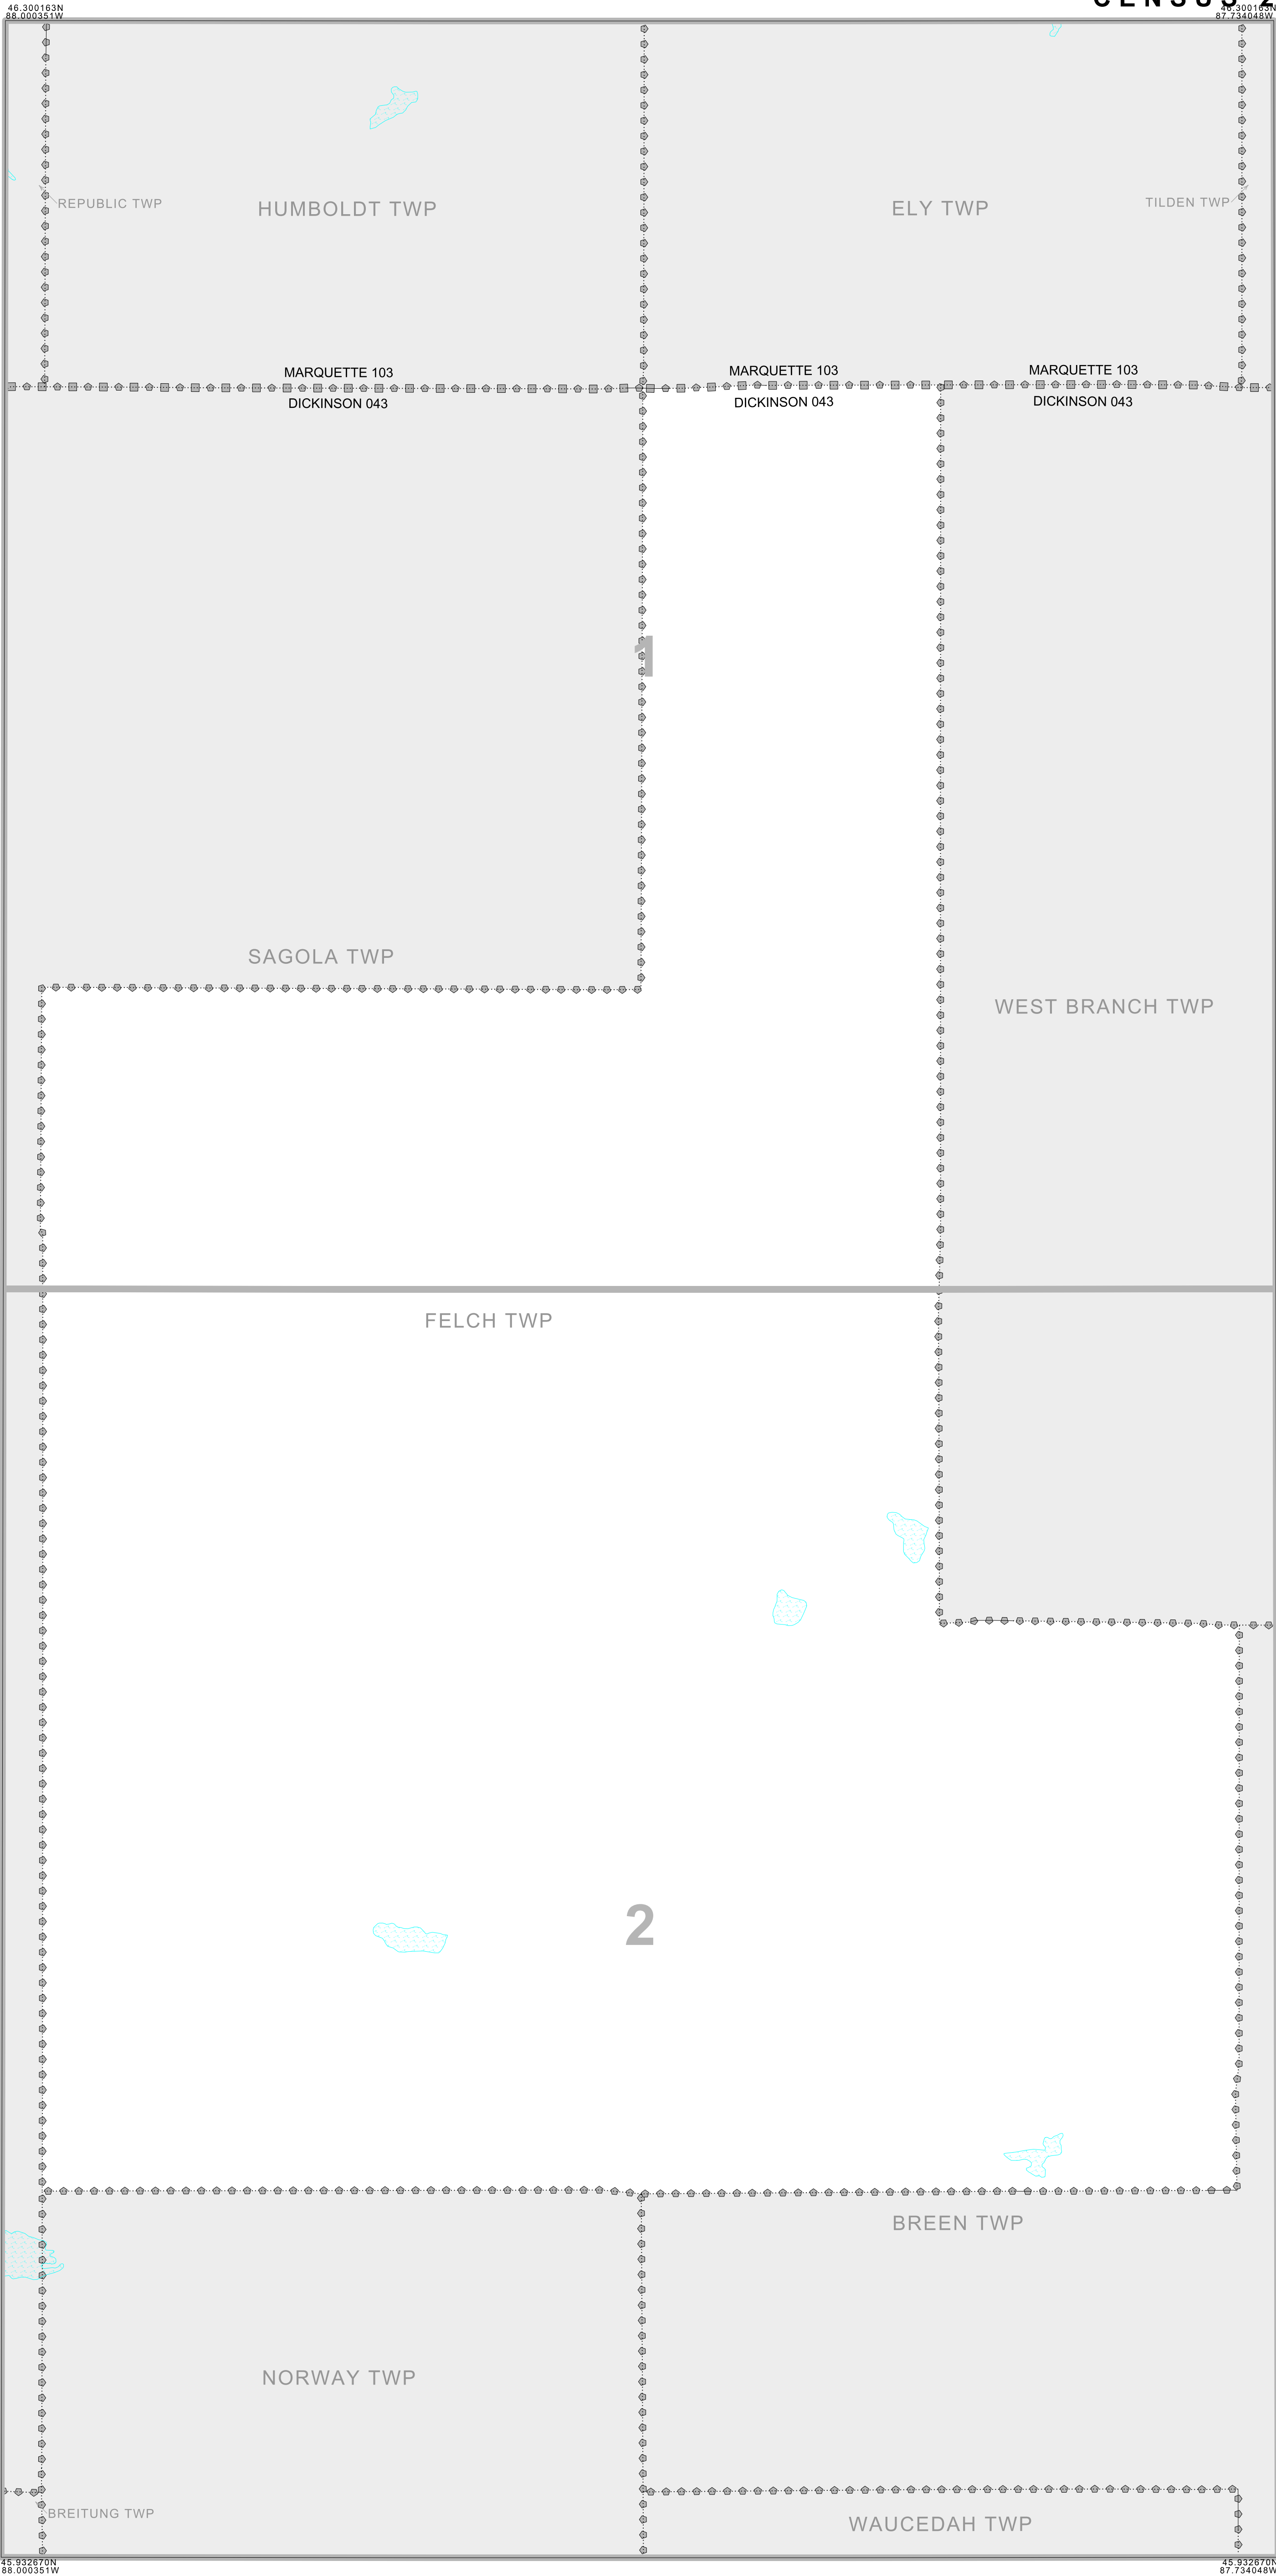 CENSUS 2
46.300163N
88.000351W
46.300163N
87.734048W
REPUBLIC TWP
HUMBOLDT TWP
ELY TWP
TILDEN TWP
MARQUETTE 103
DICKINSON 043
MARQUETTE 103
DICKINSON 043
MARQUETTE 103
DICKINSON 043
1
SAGOLA TWP
WEST BRANCH TWP
FELCH TWP
2
BREEN TWP
NORWAY TWP
BREITUNG TWP
WAUCEDAH TWP
45.932670N
88.000351W
45.932670N
87.734048W